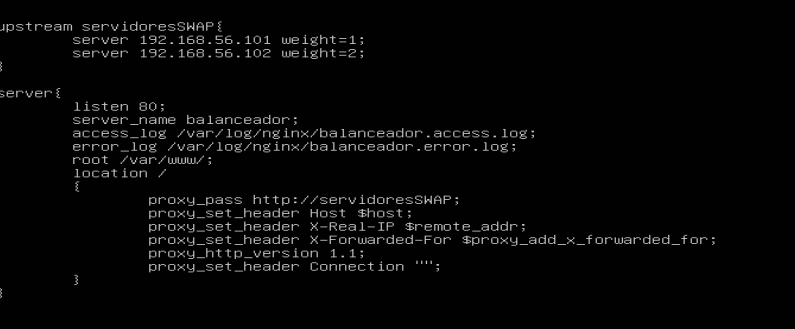 upstream servidoresSWAP{
        server 192.168.56.101 weight=1;
        server 192.168.56.102 weight=2;
}
server{
        listen 80;
        server_name balanceador;
        access_log /var/log/nginx/balanceador.access.log;
        error_log /var/log/nginx/balanceador.error.log;
        root /var/www/;
        location /
        {
                proxy_pass http://servidoresSWAP;
                proxy_set_header Host $host;
                proxy_set_header X-Real-IP $remote_addr;
                proxy_set_header X-Forwarded-For $proxy_add_x_forwarded_for;
                proxy_http_version 1.1;
                proxy_set_header Connection "";
        }
}